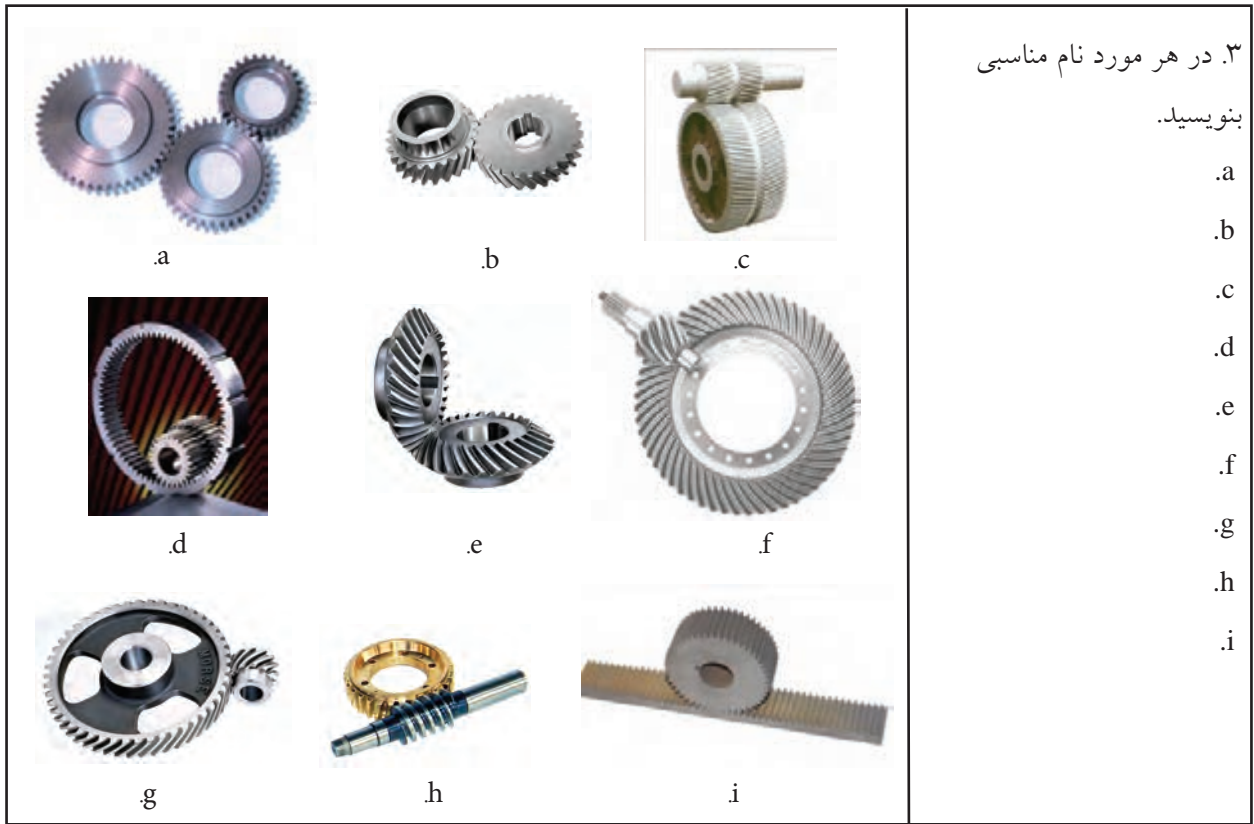 ۳. در هر مورد نام مناسبی
بنویسید.
.a
.b
.c
.d
.e
.f
.g
.h
.i
.a
.b
.c
.d
.e
.f
.g
.h
.i